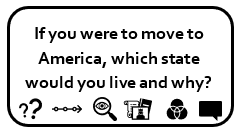 If you were to move to
America, which state
would you live and why?
??